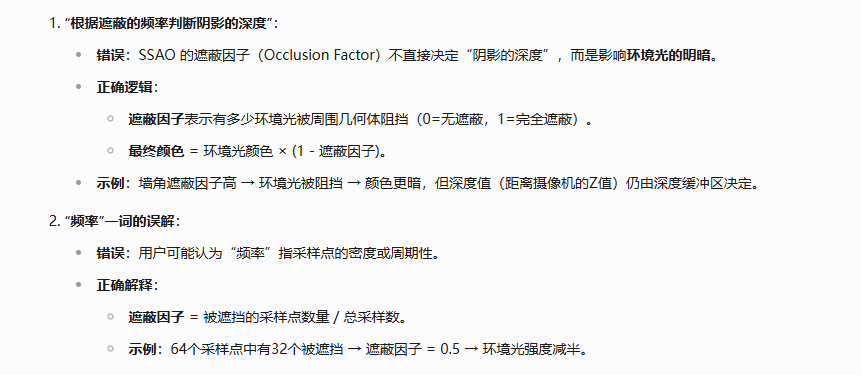 1. “根据遮蔽的频率判断阴影的深度”：
• 错误：SSAO 的遮蔽因子（Occlusion Factor）不直接决定“阴影的深度”，而是影响环境光的明暗。
• 正确逻辑：
○ 遮蔽因子表示有多少环境光被周围几何体阻挡（0=无遮蔽，1=完全遮蔽）。
○ 最终颜色 = 环境光颜色 × (1 - 遮蔽因子)。
• 示例：墙角遮蔽因子高 → 环境光被阻挡 → 颜色更暗，但深度值（距离摄像机的Z值）仍由深度缓冲区决定。
2. “频率”一词的误解：
• 错误：用户可能认为“频率”指采样点的密度或周期性。
• 正确解释：
○ 遮蔽因子 = 被遮挡的采样点数量 / 总采样数。
○ 示例：64个采样点中有32个被遮挡 → 遮蔽因子 = 0.5 → 环境光强度减半。